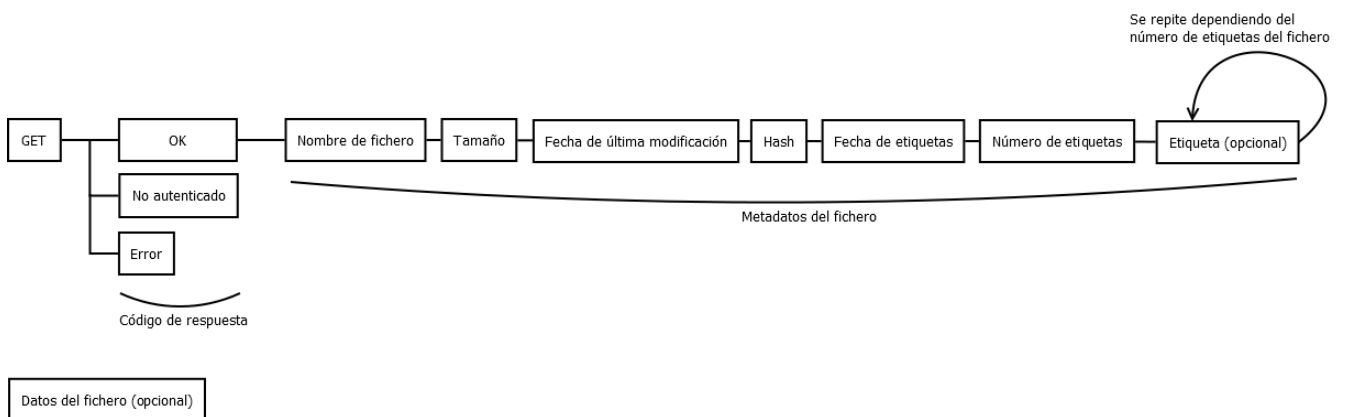 Se repite dependiendo del
número de etiquetas del fichero
GET
OK
Nombre de fichero
Tamaño
Fecha de última modificación
Hash
Fecha de etiquetas
Número de etiquetas
Etiqueta (opcional)
No autenticado
Metadatos del fichero
Error
Código de respuesta
Datos del fichero (opcional)